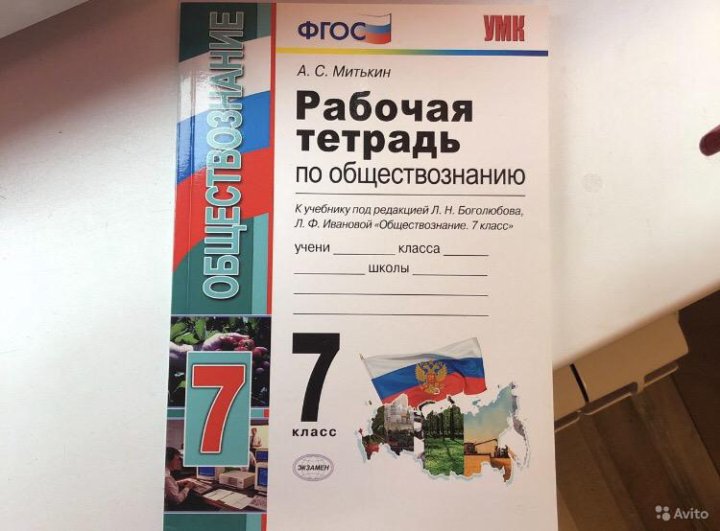 ФГОС
УМК
ОБЩЕСТВОЗНАНИЕ
А. С. Митькин
Рабочая
тетрадь
по обществознанию
К учебнику под редакцией Л. Н. Боголюбова,
Л. Ф. Ивановой «Обществознание. 7 класс»
учени класса
школы
7
7
класс
ЭКЗАМЕН
Avito